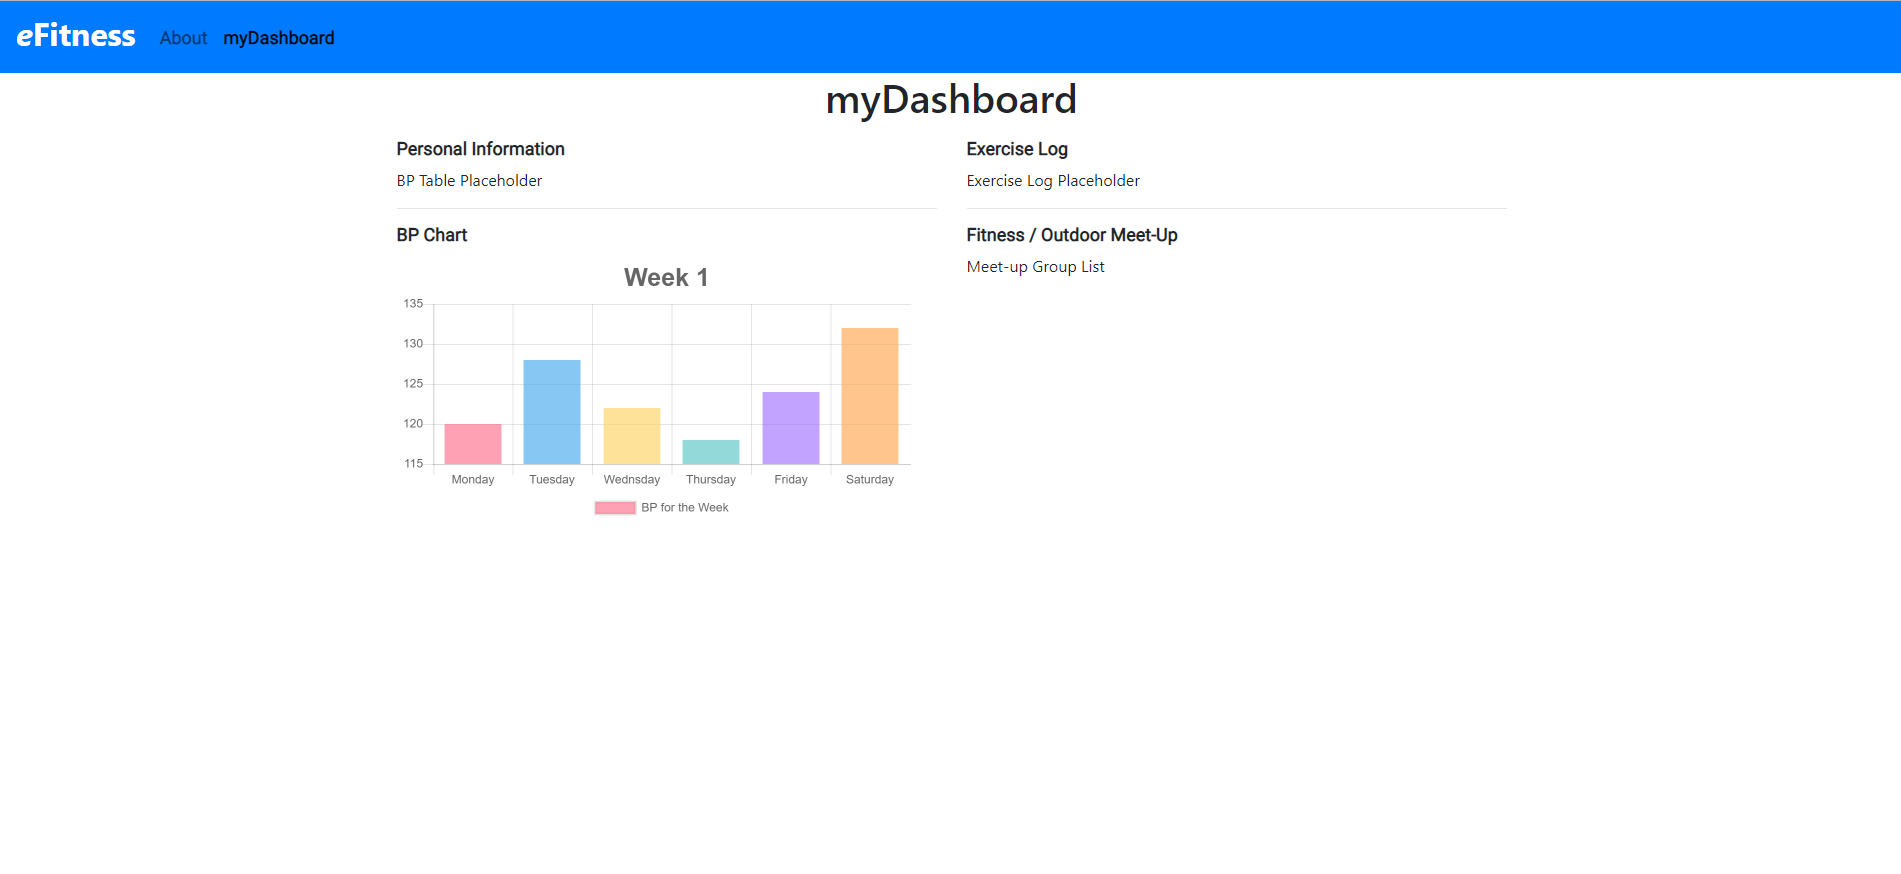 eFitness About myDashboard
myDashboard
Personal Information
BP Table Placeholder
BP Chart
Week 1
135
130
125
120
115
Monday Tuesday Wednsday Thursday Friday Saturday
BP for the Week
Exercise Log
Exercise Log Placeholder
Fitness / Outdoor Meet-Up
Meet-up Group List